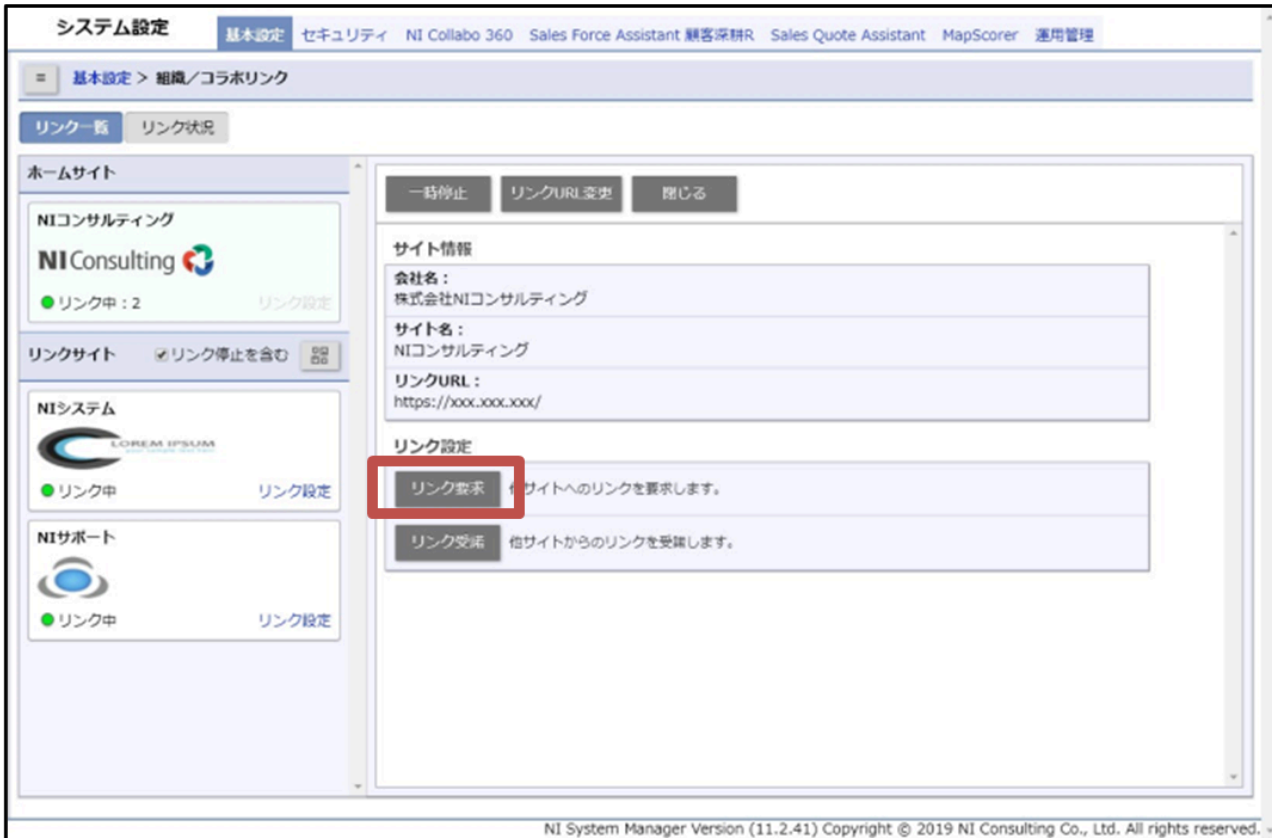 システム設定
基本設定 セキュリティ NI Collabo 360 Sales Force Assistant 顧客深耕R Sales Quote Assistant MapScorer 運用管理
基本設定 > 組織／コラボリンク
リンク一覧 リンク状況
ホームサイト
NIコンサルティング
NI Consulting
リンク中：2 リンク設定
リンクサイト リンク停止を含む
NIシステム
LOREM IPSUM
リンク中 リンク設定
NIサポート
リンク中 リンク設定
一時停止 リンクURL変更 閉じる
サイト情報
会社名：
株式会社NIコンサルティング
サイト名：
NIコンサルティング
リンクURL：
https://xxx.xxx.xxx/
リンク設定
リンク要求 サイトへのリンクを要求します。
リンク受諾 他サイトからのリンクを受諾します。
NI System Manager Version (11.2.41) Copyright © 2019 NI Consulting Co., Ltd. All rights reserved.